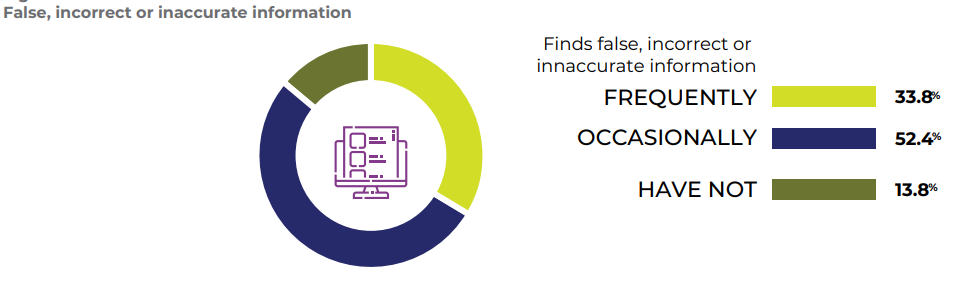 False, incorrect or inaccurate information
Finds false, incorrect or
innaccurate information
FREQUENTLY 33.8%
OCCASIONALLY 52.4%
HAVE NOT 13.8%